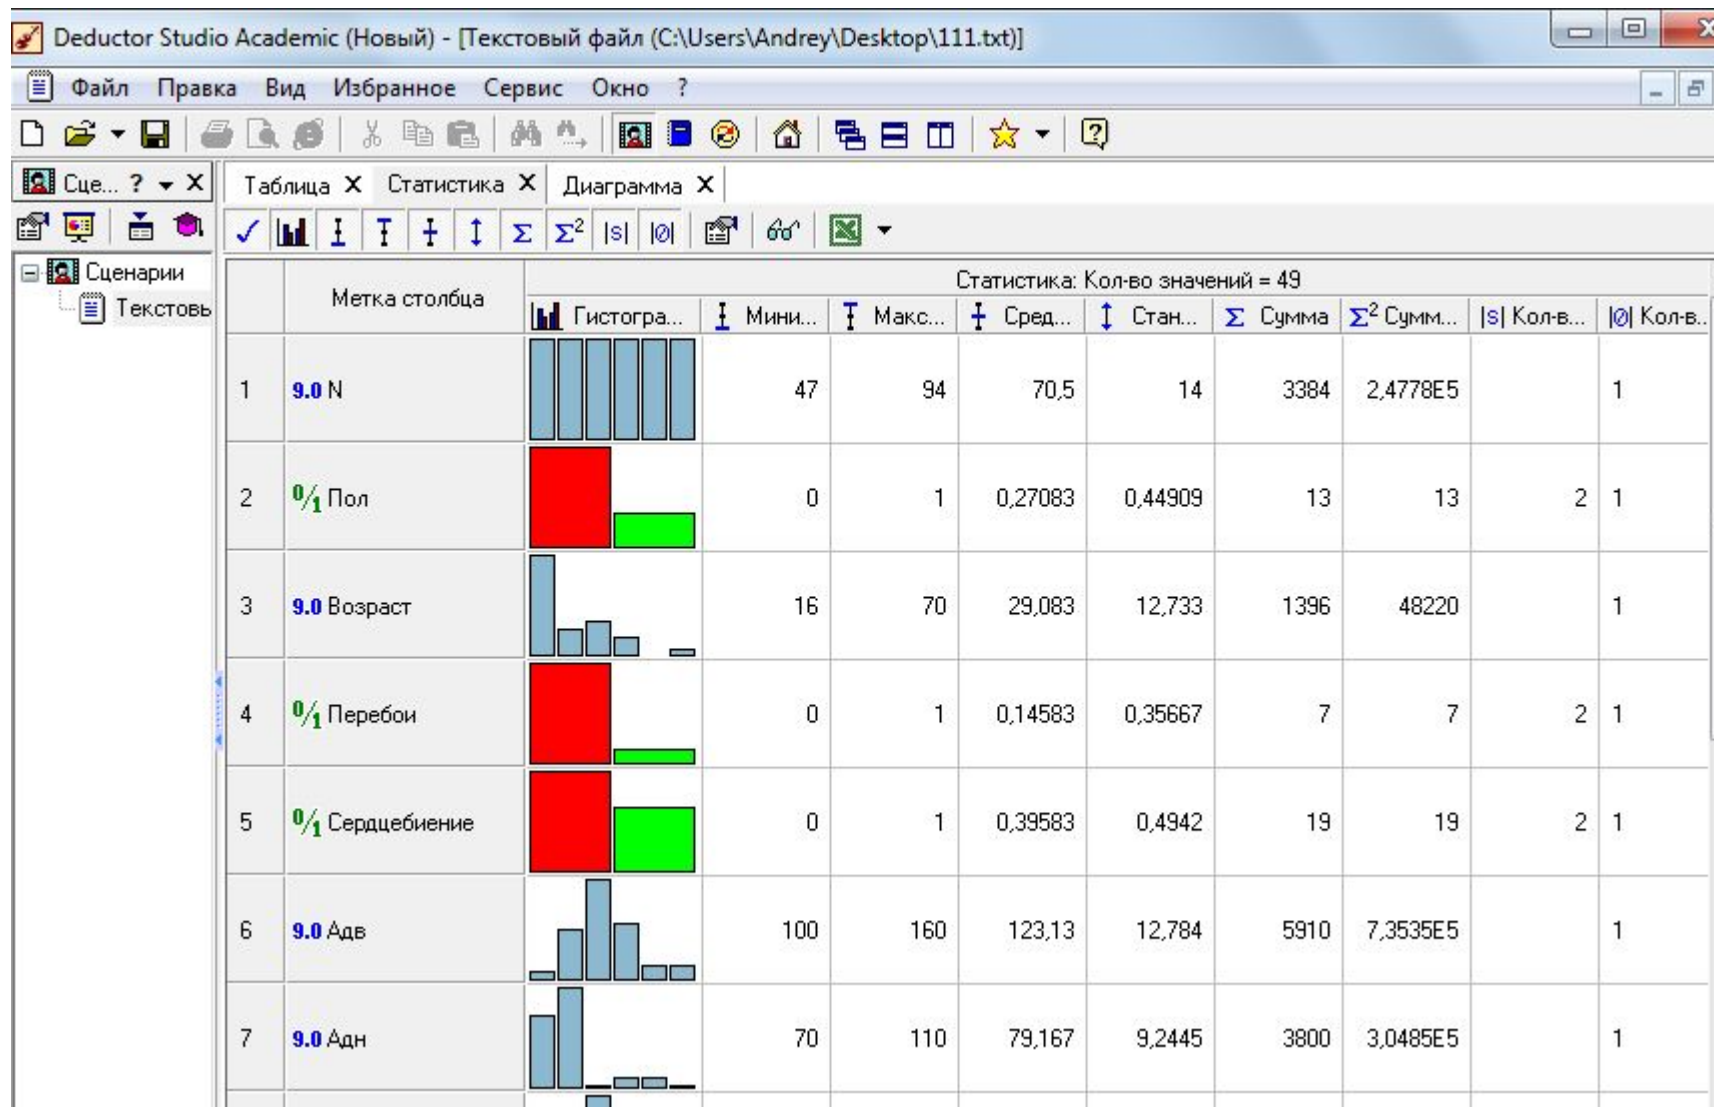 Deductor Studio Academic (Новый) - [Текстовый файл (C:\Users\Andrey\Desktop\111.txt)]
Файл Правка Вид Избранное Сервис Окно ?
Сце... ? Таблица X Статистика X Диаграмма X
Σ Σ² |S| |0|
Сценарии
Текстовь
Метка столбца Статистика: Кол-во значений = 49
Гистогра... Мини... Макс... Сред... Стан... Σ Сумма Σ² Сумм... |S| Кол-в... |0| Кол-в..
1 9.0 N 47 94 70,5 14 3384 2,4778E5 1
2 0/1 Пол 0 1 0,27083 0,44909 13 13 2 1
3 9.0 Возраст 16 70 29,083 12,733 1396 48220 1
4 0/1 Перебои 0 1 0,14583 0,35667 7 7 2 1
5 0/1 Сердцебиение 0 1 0,39583 0,4942 19 19 2 1
6 9.0 Адв 100 160 123,13 12,784 5910 7,3535E5 1
7 9.0 Адн 70 110 79,167 9,2445 3800 3,0485E5 1